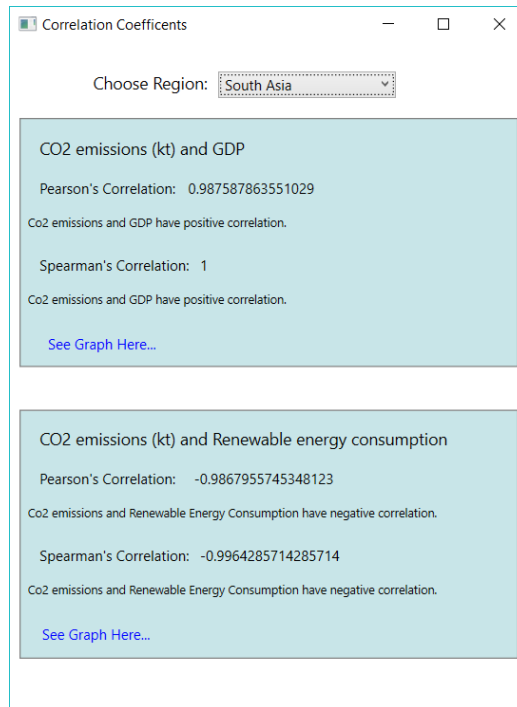 Correlation Coefficents
Choose Region: South Asia
CO2 emissions (kt) and GDP
Pearson's Correlation: 0.987587863551029
Co2 emissions and GDP have positive correlation.
Spearman's Correlation: 1
Co2 emissions and GDP have positive correlation.
See Graph Here...
CO2 emissions (kt) and Renewable energy consumption
Pearson's Correlation: -0.9867955745348123
Co2 emissions and Renewable Energy Consumption have negative correlation.
Spearman's Correlation: -0.9964285714285714
Co2 emissions and Renewable Energy Consumption have negative correlation.
See Graph Here...